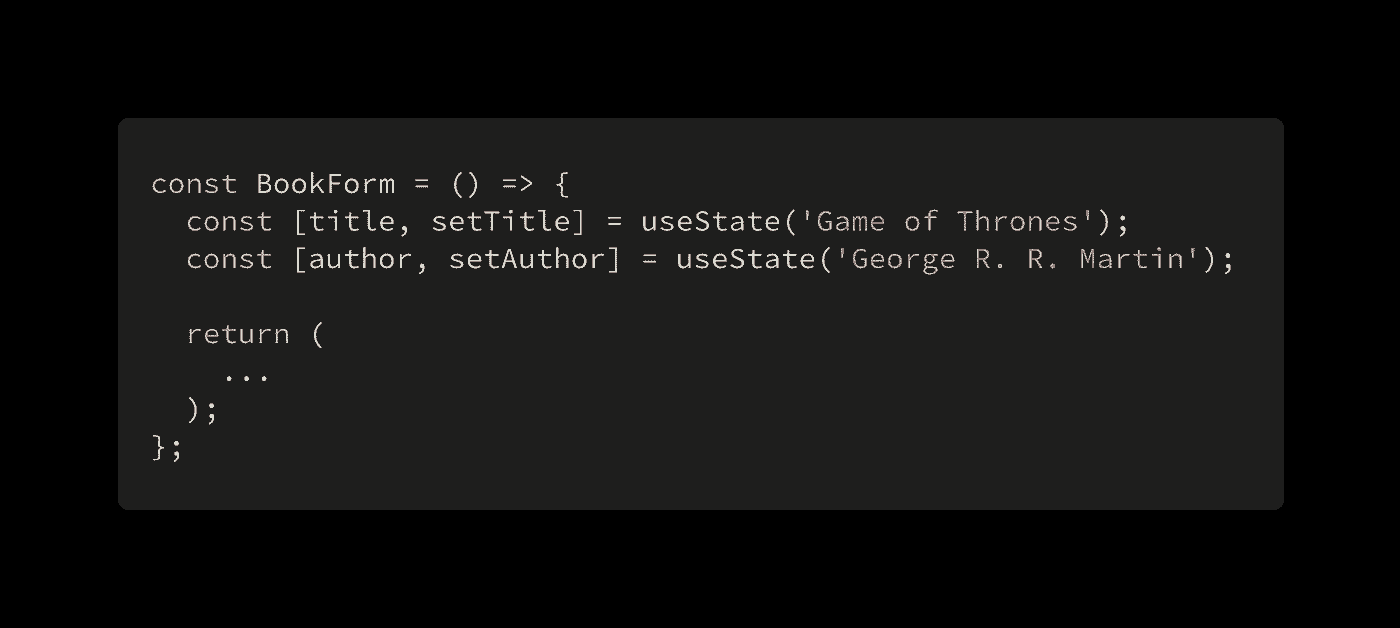 const BookForm = () => {
  const [title, setTitle] = useState('Game of Thrones');
  const [author, setAuthor] = useState('George R. R. Martin');

  return (
    ...
  );
};